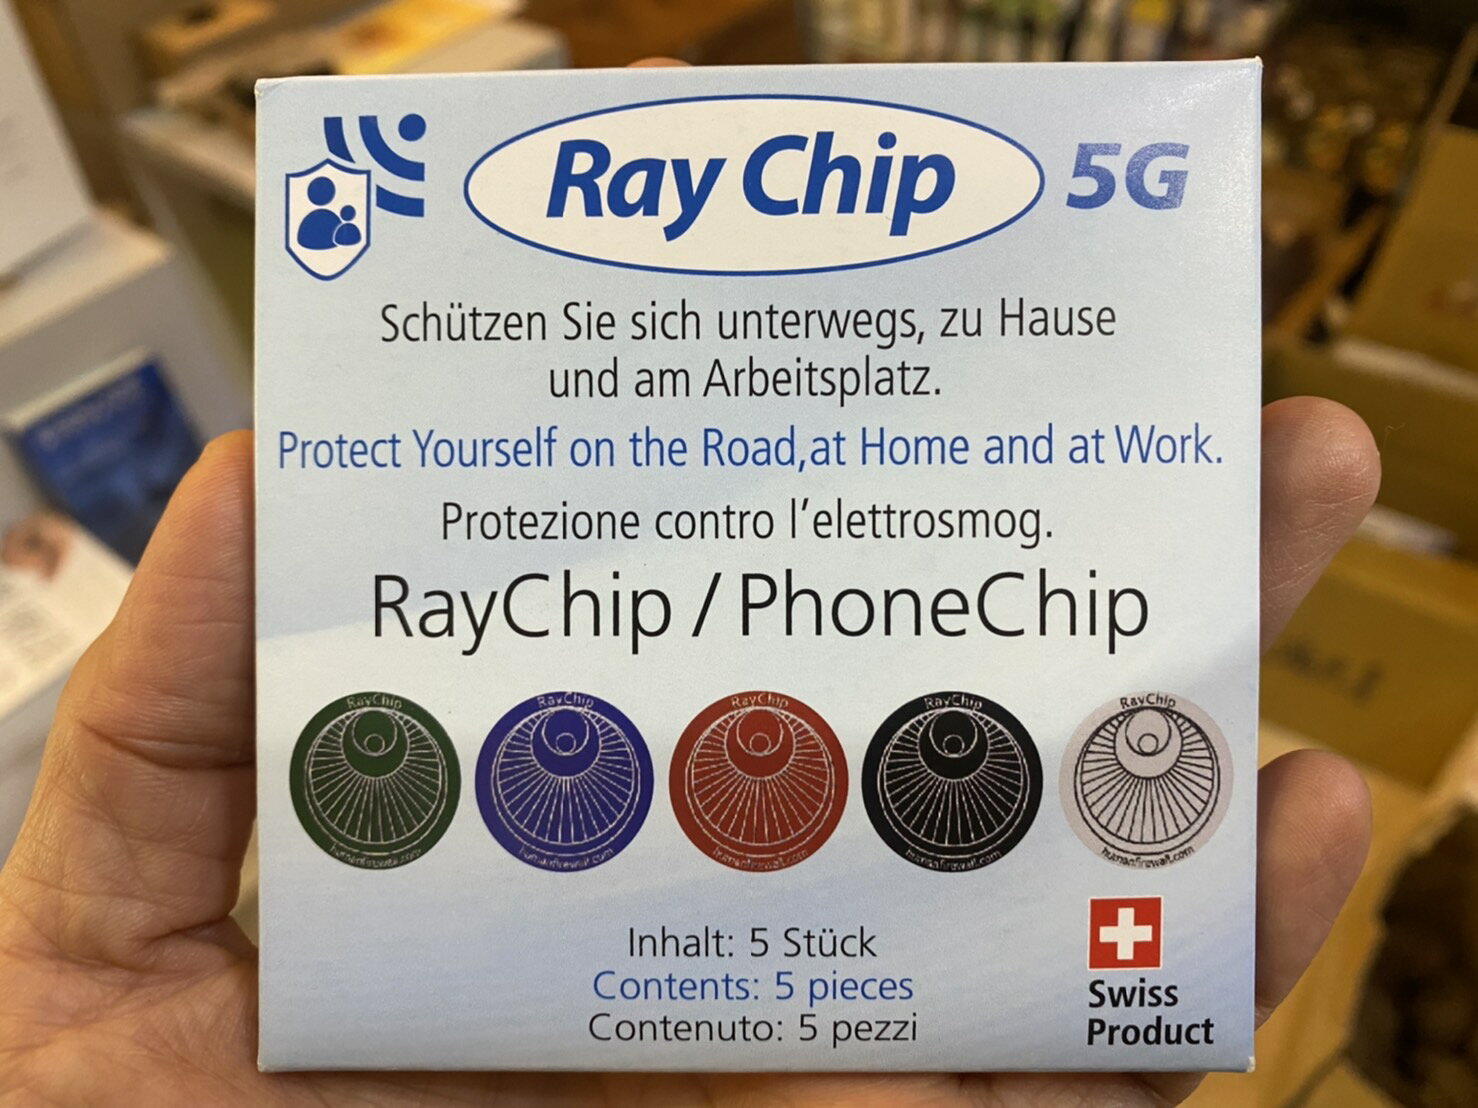 Ray Chip 5G
Schützen Sie sich unterwegs, zu Hause
und am Arbeitsplatz.
Protect Yourself on the Road,at Home and at Work.
Protezione contro l'elettrosmog.
RayChip / PhoneChip
RayChip RayChip RayChip RayChip RayChip
humanfirewall.com humanfirewall.com humanfirewall.com humanfirewall.com humanfirewall.com
Inhalt: 5 Stück
Contents: 5 pieces
Contenuto: 5 pezzi
Swiss
Product